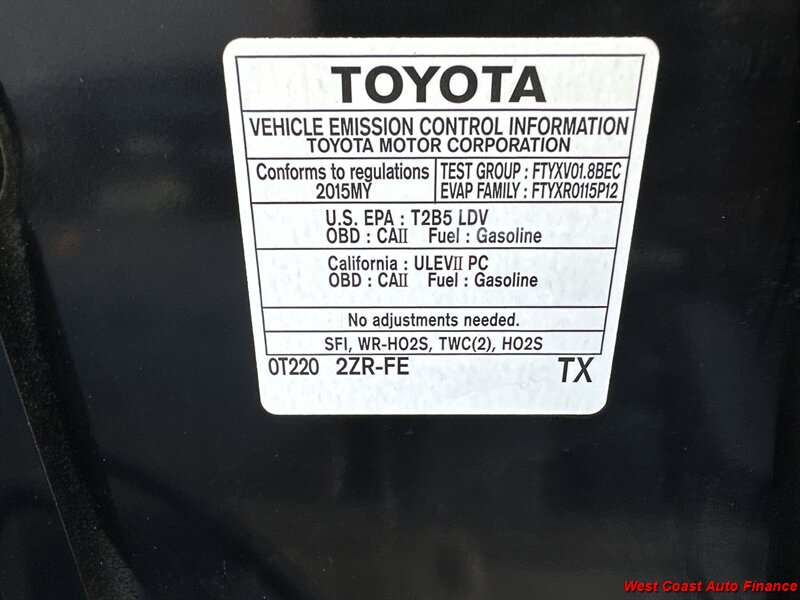 TOYOTA
VEHICLE EMISSION CONTROL INFORMATION
TOYOTA MOTOR CORPORATION
Conforms to regulations
2015MY
TEST GROUP : FTYXV01.8BEC
EVAP FAMILY : FTYXR0115P12
U.S. EPA : T2B5 LDV
OBD : CAII Fuel : Gasoline
California : ULEVII PC
OBD : CAII Fuel : Gasoline
No adjustments needed.
SFI, WR-HO2S, TWC(2), HO2S
0T220 2ZR-FE TX
West Coast Auto Finance